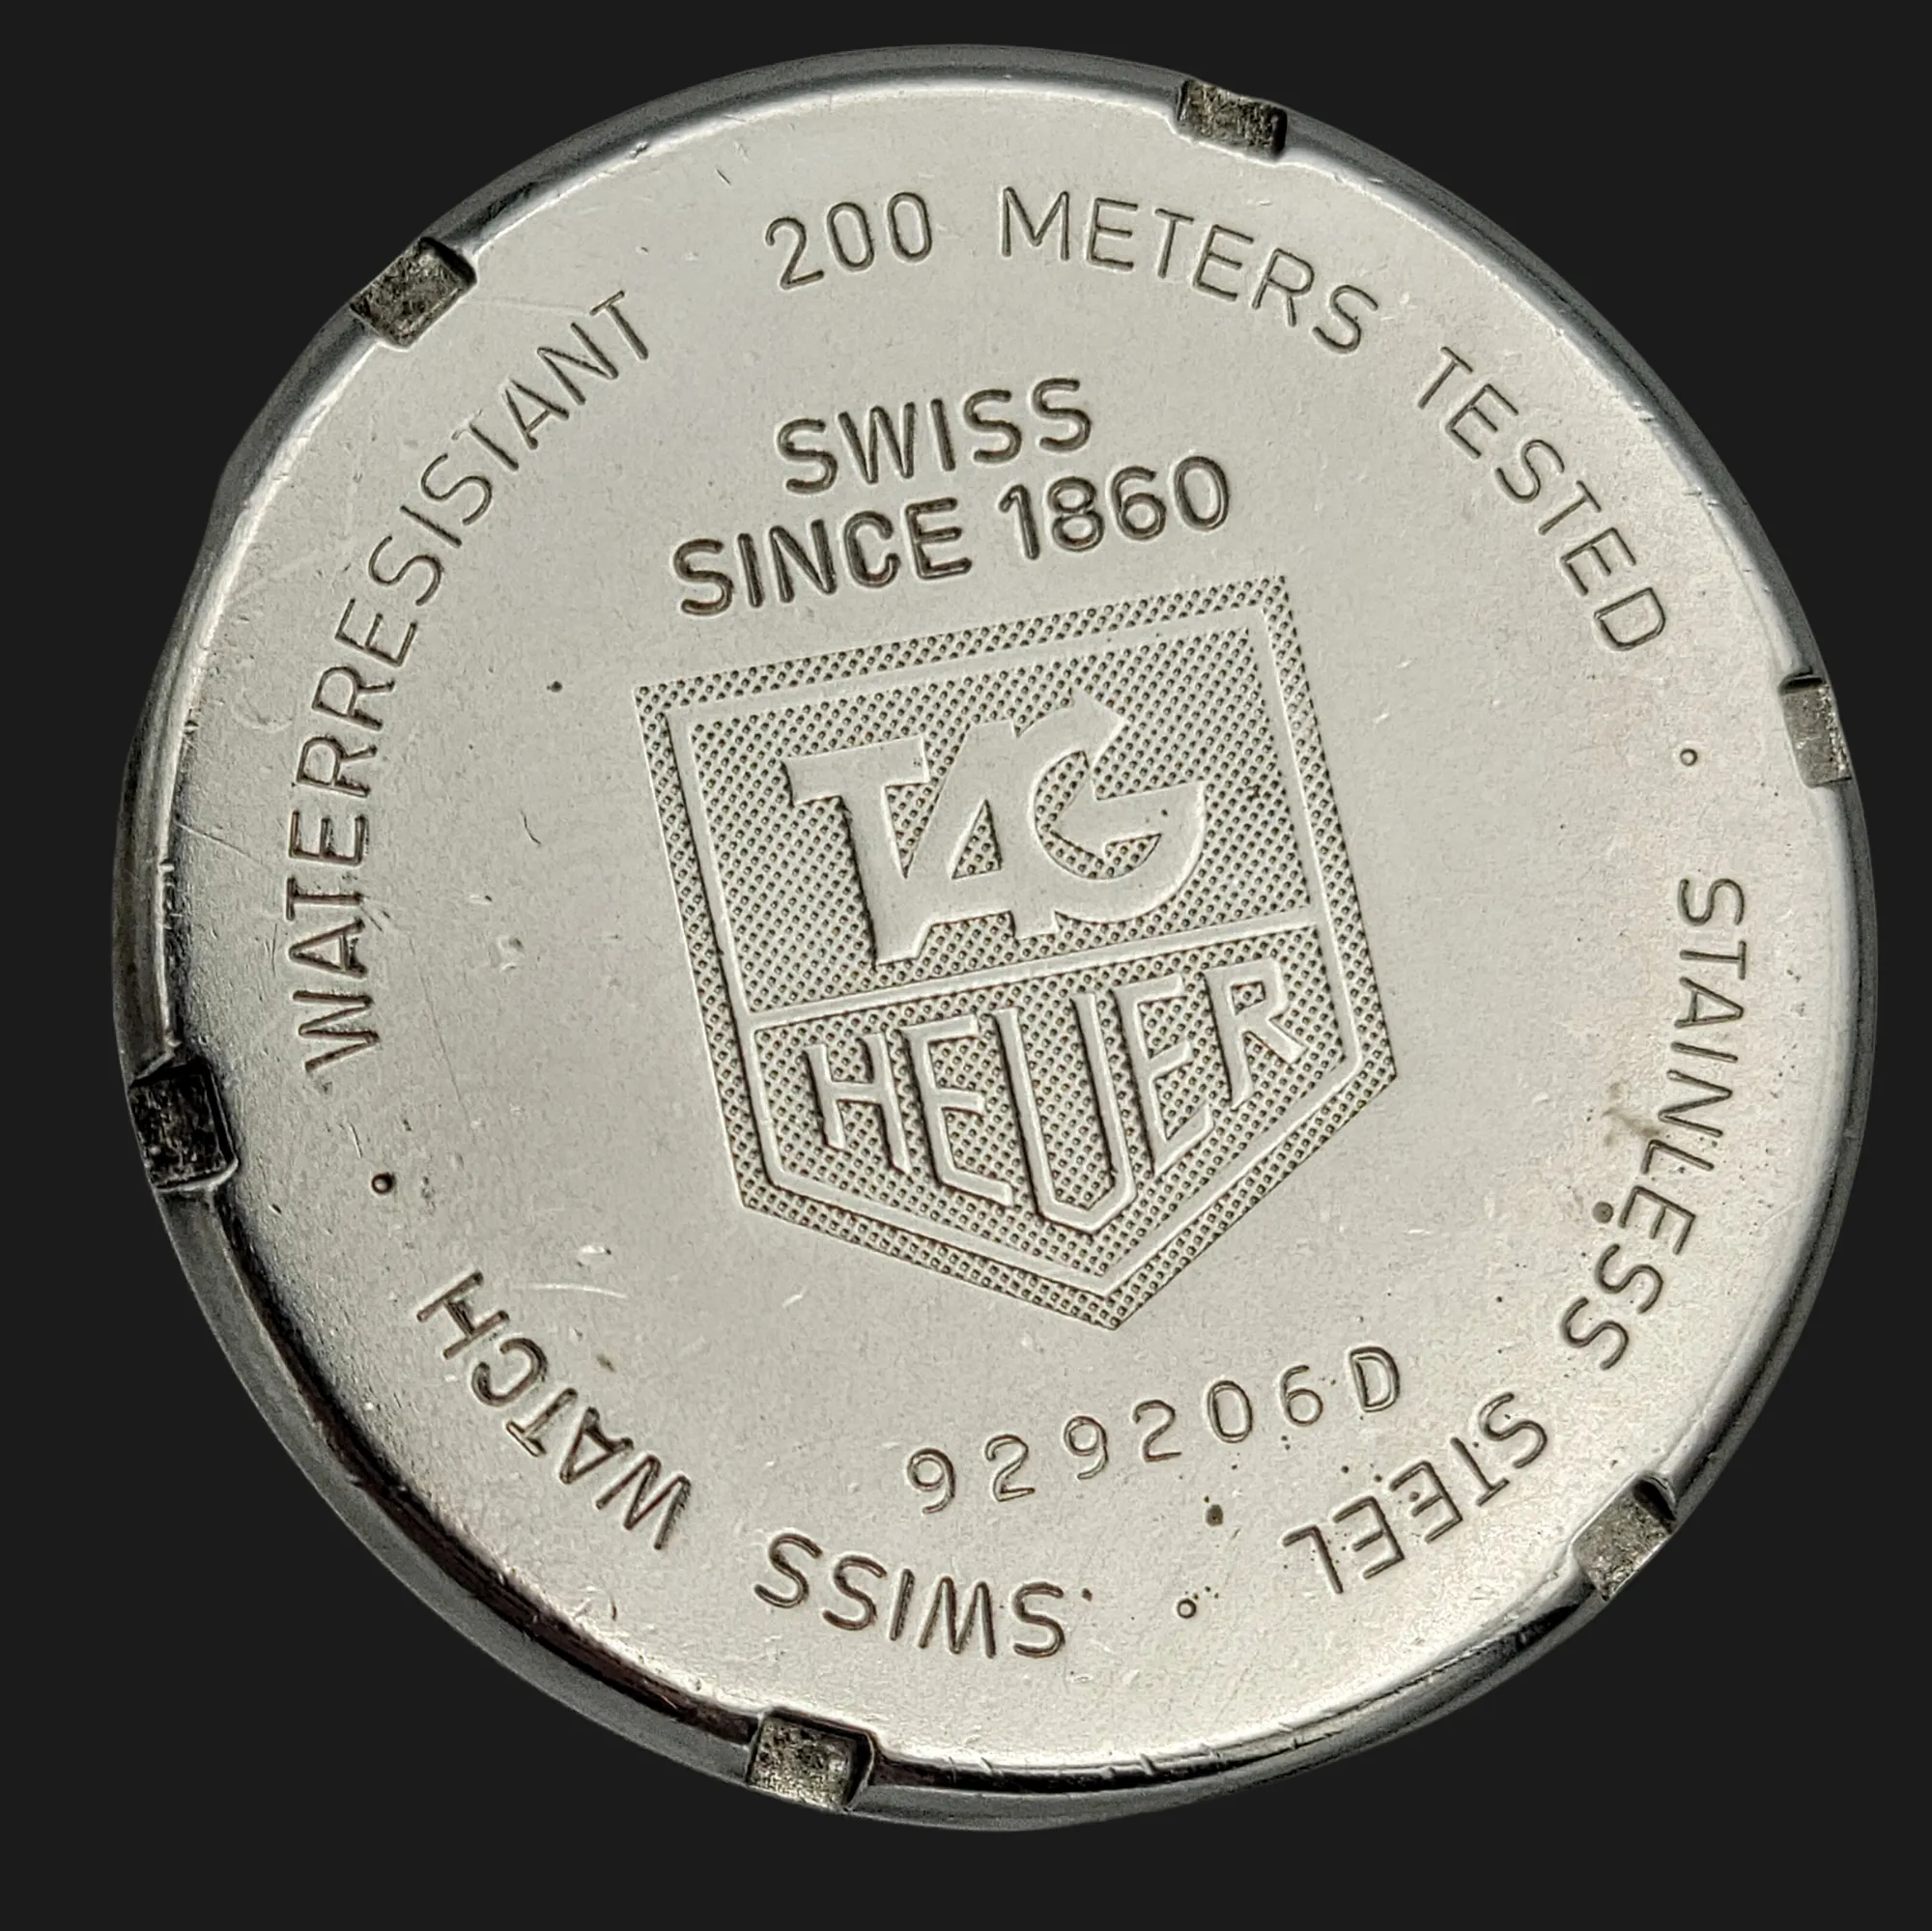 WATERRESISTANT 200 METERS TESTED · STAINLESS STEEL · SWISS WATCH ·
SWISS
SINCE 1860
TAG
HEUER
929206D